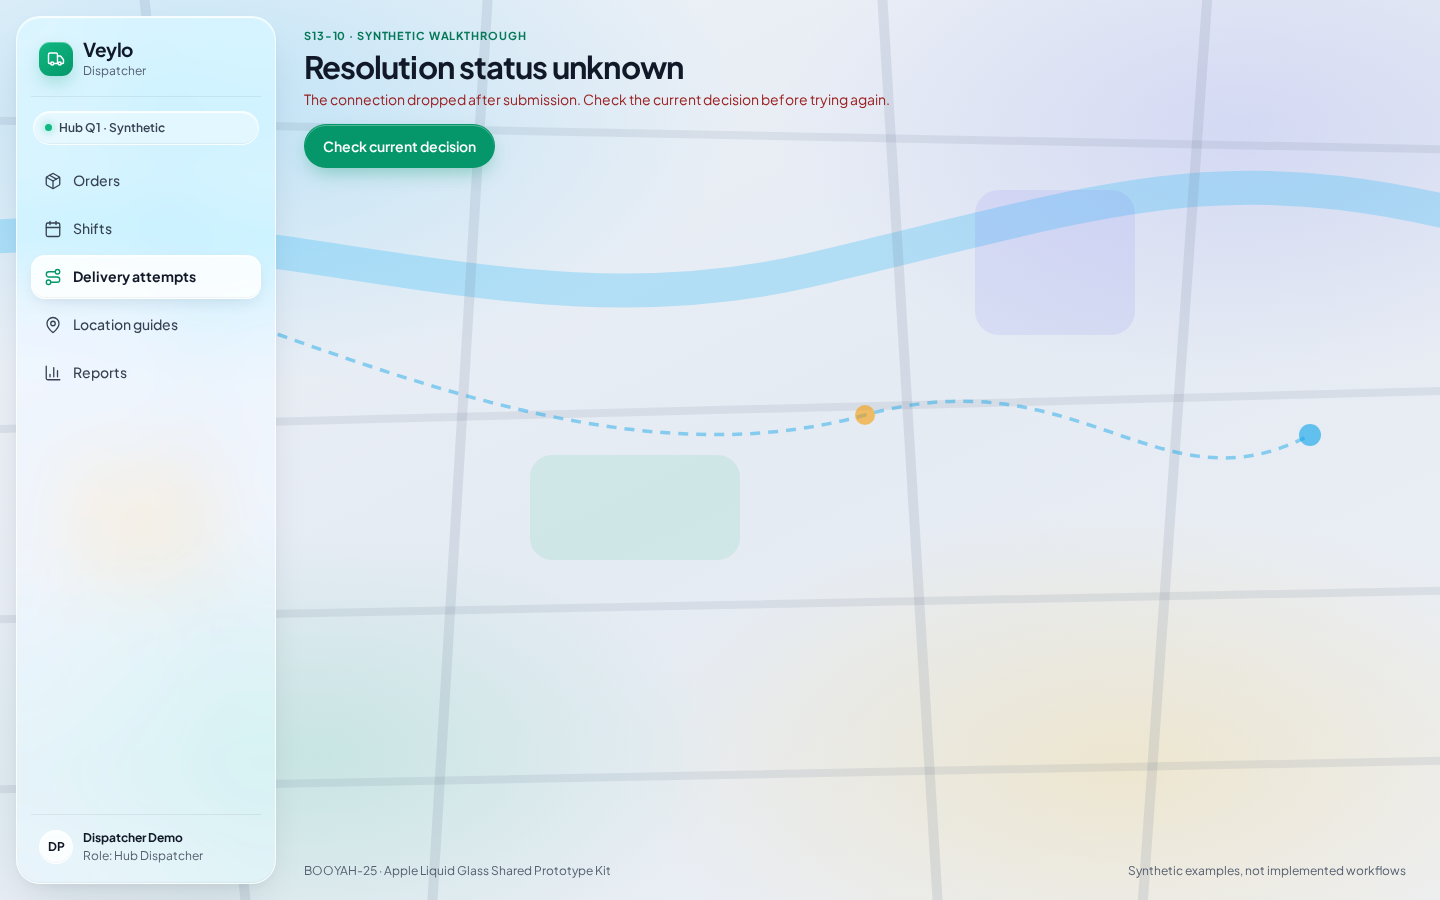 Veylo
Dispatcher
Hub Q1 · Synthetic
Orders
Shifts
Delivery attempts
Location guides
Reports
DP
Dispatcher Demo
Role: Hub Dispatcher
S13-10 · SYNTHETIC WALKTHROUGH
Resolution status unknown
The connection dropped after submission. Check the current decision before trying again.
Check current decision
BOOYAH-25 · Apple Liquid Glass Shared Prototype Kit
Synthetic examples, not implemented workflows